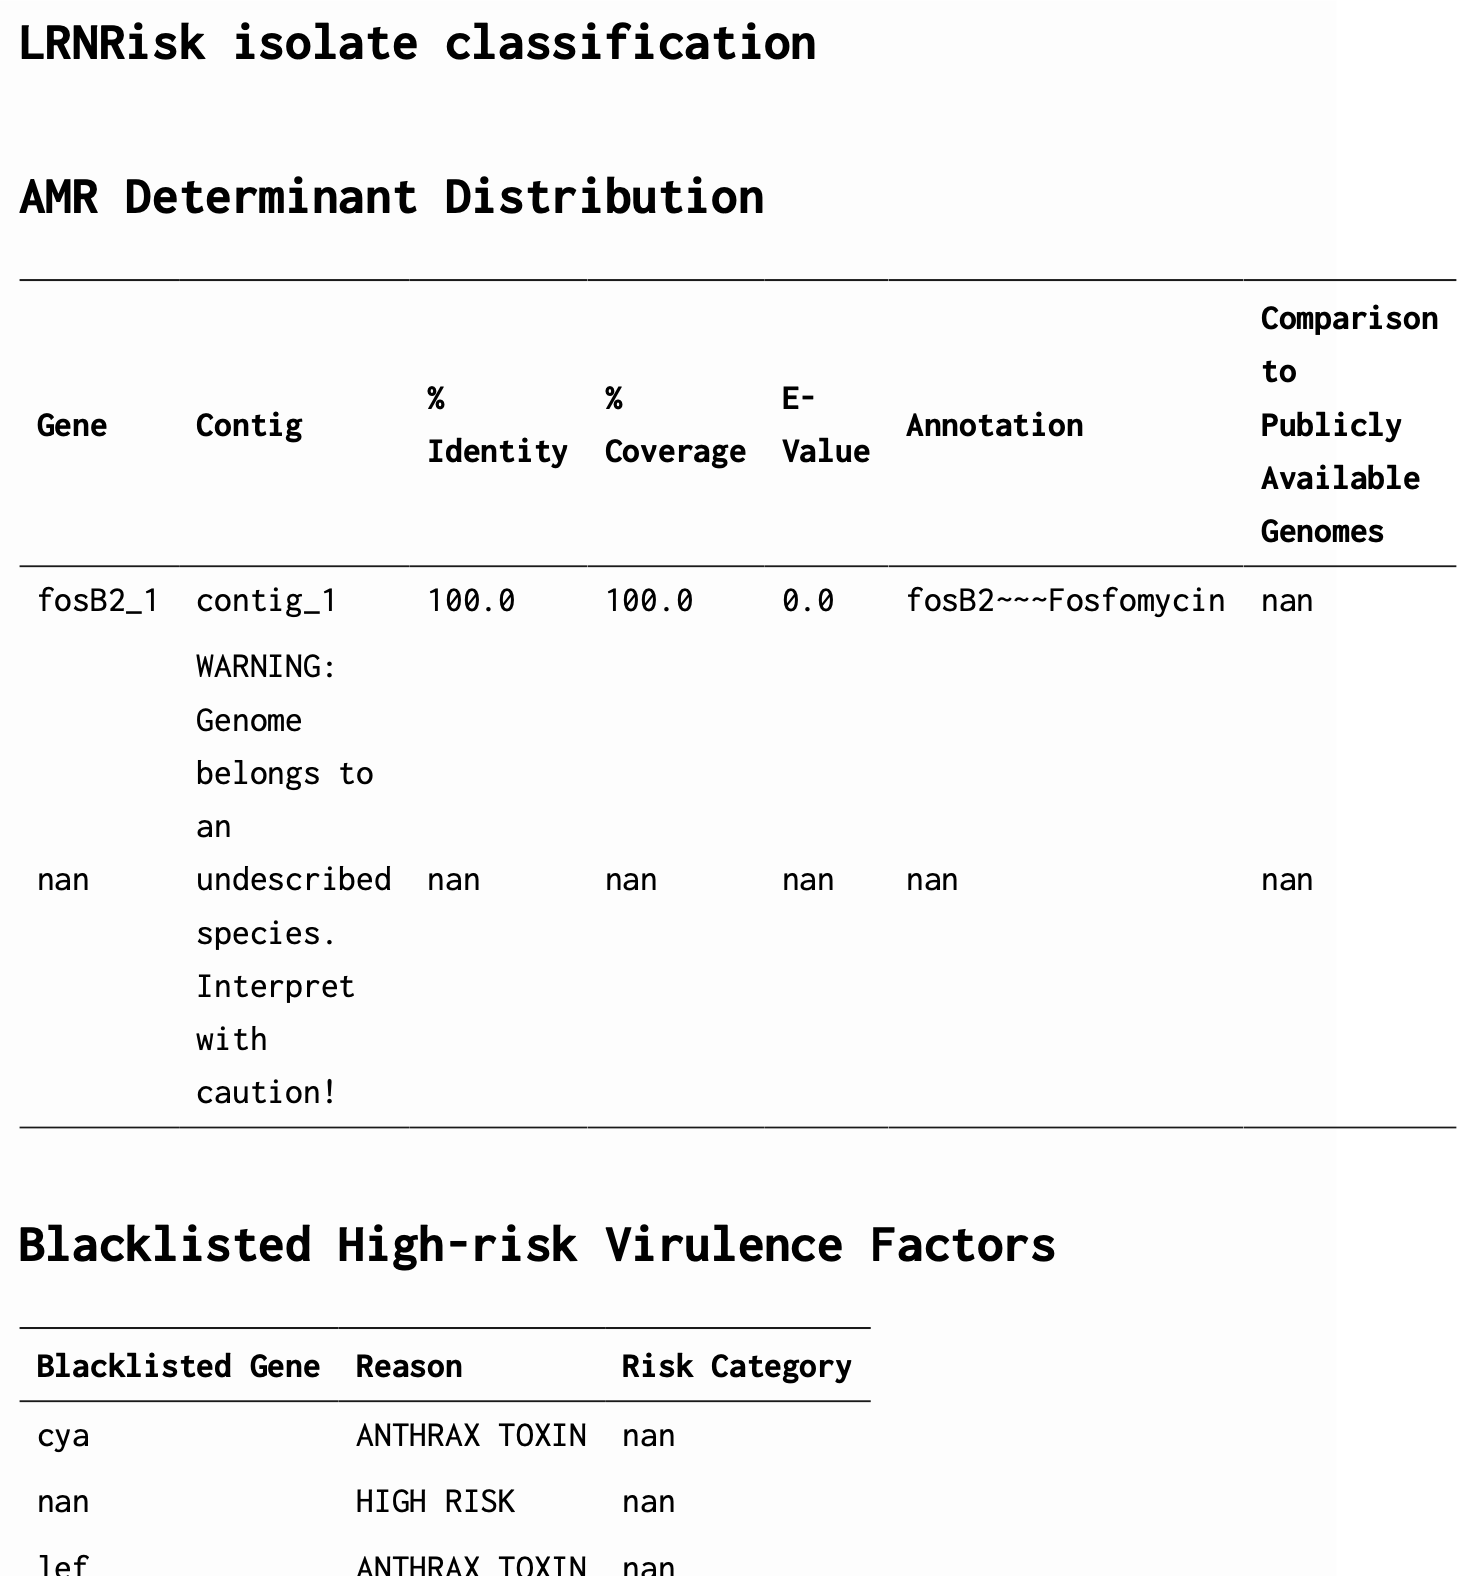 LRNRisk isolate classification
AMR Determinant Distribution
Gene Contig % Identity % Coverage E-Value Annotation Comparison to Publicly Available Genomes
fosB2_1 contig_1 100.0 100.0 0.0 fosB2~~~Fosfomycin nan
nan WARNING: Genome belongs to an undescribed species. Interpret with caution! nan nan nan nan nan
Blacklisted High-risk Virulence Factors
Blacklisted Gene Reason Risk Category
cya ANTHRAX TOXIN nan
nan HIGH RISK nan
lef ANTHRAX TOXIN nan